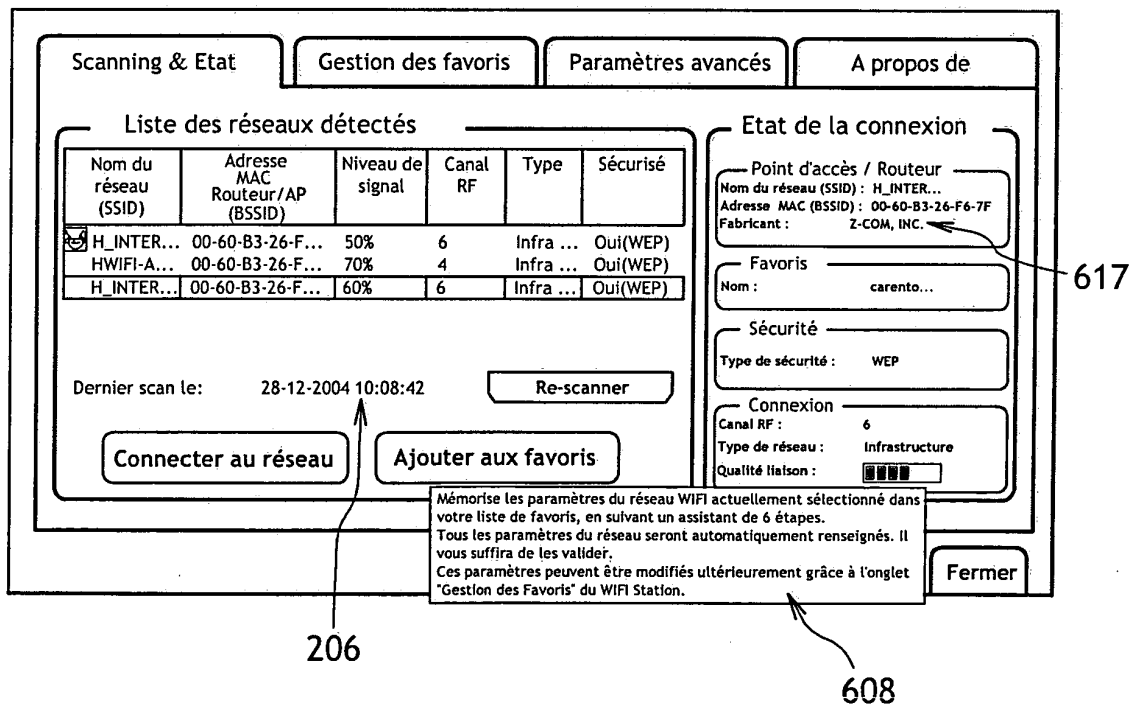 Scanning & Etat
Gestion des favoris
Paramètres avancés
A propos de
Liste des réseaux détectés
Nom du réseau (SSID) Adresse MAC Routeur/AP (BSSID) Niveau de signal Canal RF Type Sécurisé
H_INTER... 00-60-B3-26-F... 50% 6 Infra ... Oui(WEP)
HWIFI-A... 00-60-B3-26-F... 70% 4 Infra ... Oui(WEP)
H_INTER... 00-60-B3-26-F... 60% 6 Infra ... Oui(WEP)
Dernier scan le: 28-12-2004 10:08:42
Re-scanner
Connecter au réseau
Ajouter aux favoris
Etat de la connexion
Point d'accès / Routeur
Nom du réseau (SSID) : H_INTER...
Adresse MAC (BSSID) : 00-60-B3-26-F6-7F
Fabricant : Z-COM, INC.
617
Favoris
Nom : carento...
Sécurité
Type de sécurité : WEP
Connexion
Canal RF : 6
Type de réseau : Infrastructure
Qualité liaison :
Mémorise les paramètres du réseau WIFI actuellement sélectionné dans
votre liste de favoris, en suivant un assistant de 6 étapes.
Tous les paramètres du réseau seront automatiquement renseignés. Il
vous suffira de les valider.
Ces paramètres peuvent être modifiés ultérieurement grâce à l'onglet
"Gestion des Favoris" du WIFI Station.
Fermer
206
608